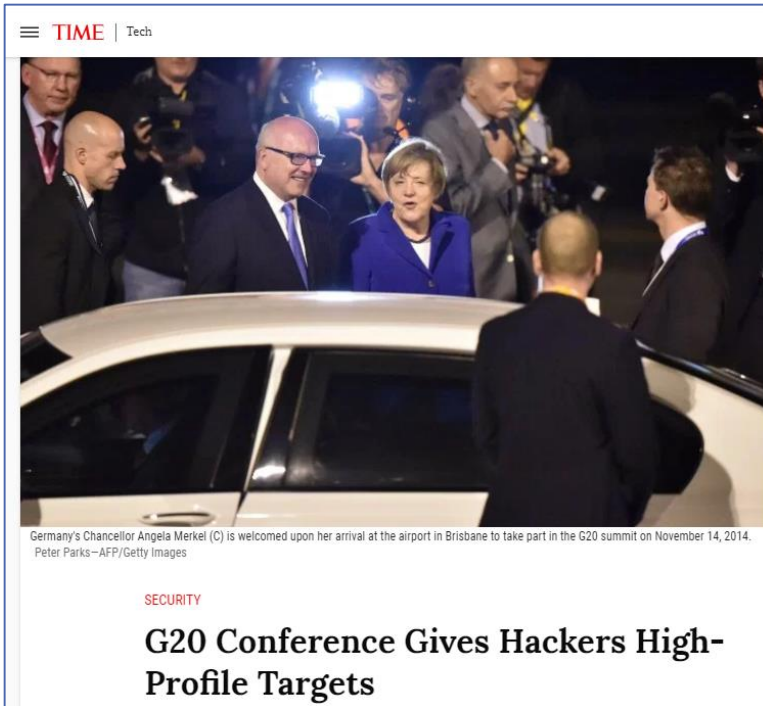 TIME | Tech
Germany's Chancellor Angela Merkel (C) is welcomed upon her arrival at the airport in Brisbane to take part in the G20 summit on November 14, 2014.
Peter Parks—AFP/Getty Images
SECURITY
G20 Conference Gives Hackers High-
Profile Targets